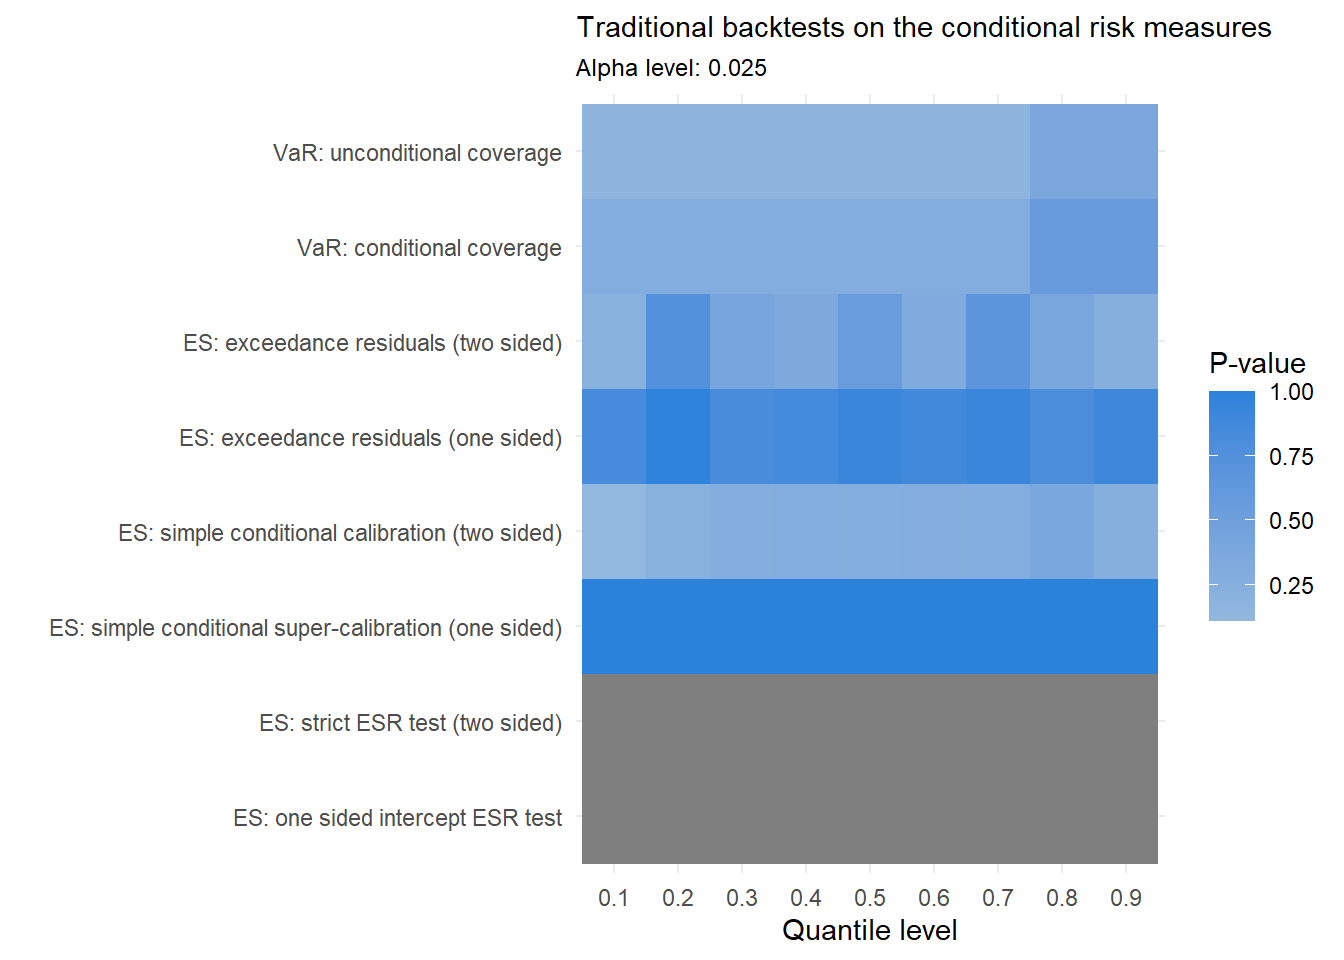 Traditional backtests on the conditional risk measures
Alpha level: 0.025
VaR: unconditional coverage
VaR: conditional coverage
ES: exceedance residuals (two sided)
ES: exceedance residuals (one sided)
ES: simple conditional calibration (two sided)
ES: simple conditional super-calibration (one sided)
ES: strict ESR test (two sided)
ES: one sided intercept ESR test
0.1 0.2 0.3 0.4 0.5 0.6 0.7 0.8 0.9
Quantile level
P-value
1.00
0.75
0.50
0.25